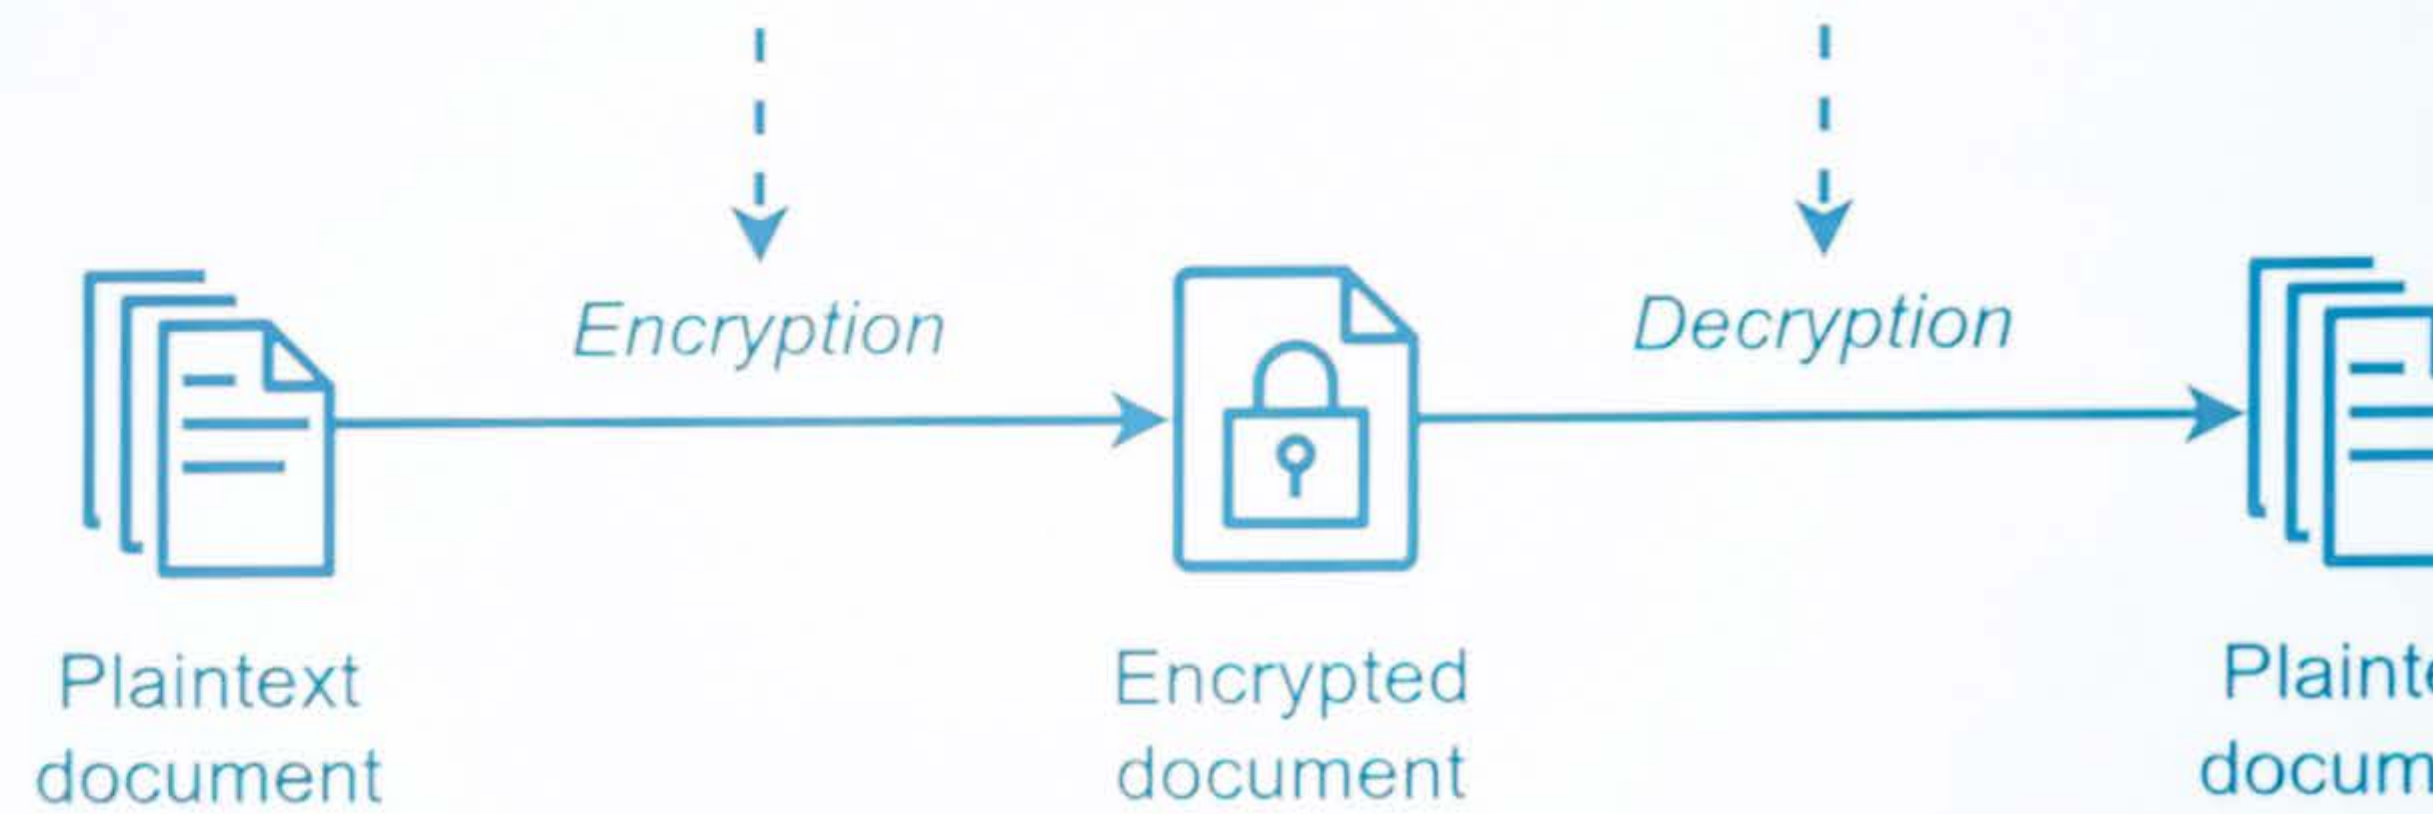 Encryption
Decryption
Plaintext
document
Encrypted
document